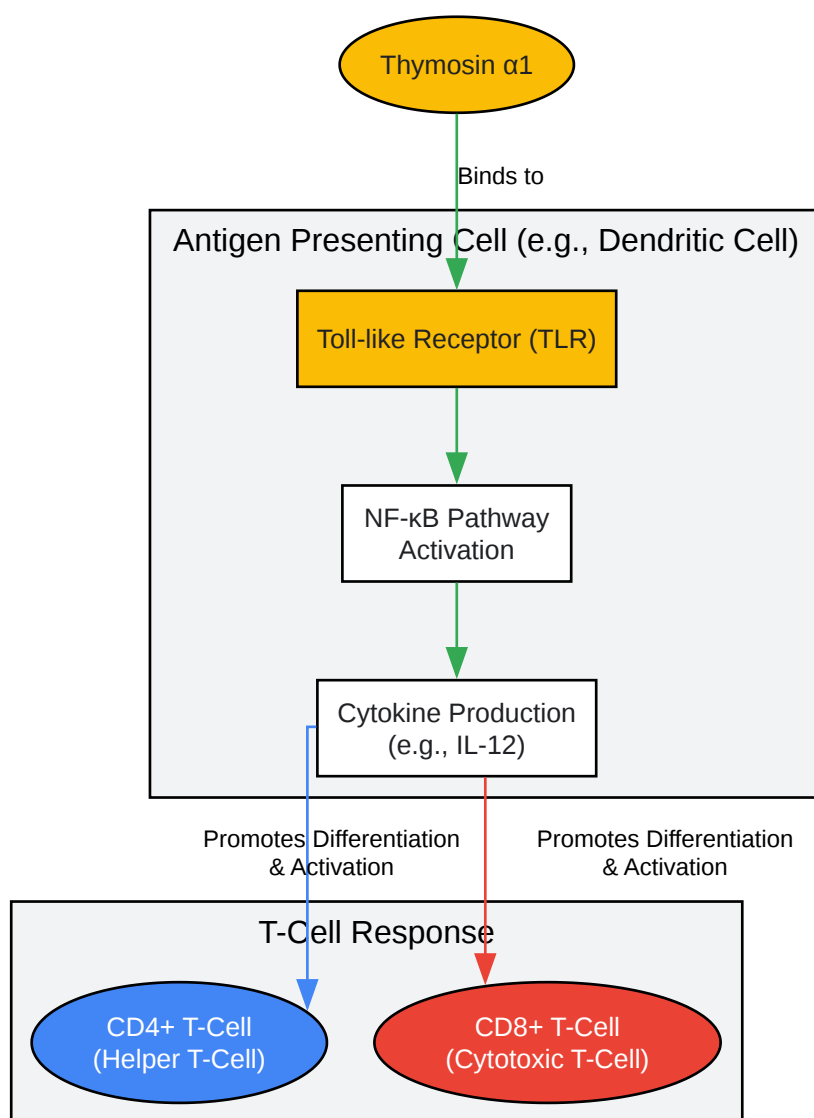 Thymosin α1
Binds to
Antigen Presenting Cell (e.g., Dendritic Cell)
Toll-like Receptor (TLR)
NF-κB Pathway
Activation
Cytokine Production
(e.g., IL-12)
Promotes Differentiation
& Activation
Promotes Differentiation
& Activation
T-Cell Response
CD4+ T-Cell
(Helper T-Cell)
CD8+ T-Cell
(Cytotoxic T-Cell)